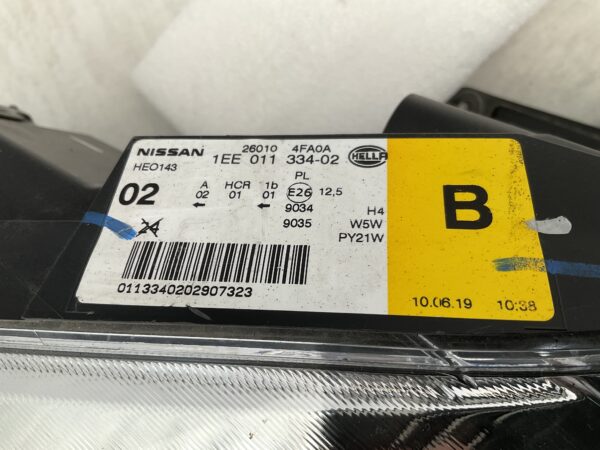 NISSAN 26010 4FA0A
1EE 011 334-02 HELLA
HEO143 PL
02 A HCR 1b E26 12,5
02 01 01
← ←
9034 H4
9035 W5W
PY21W
B
0113340202907323
10.06.19 10:38